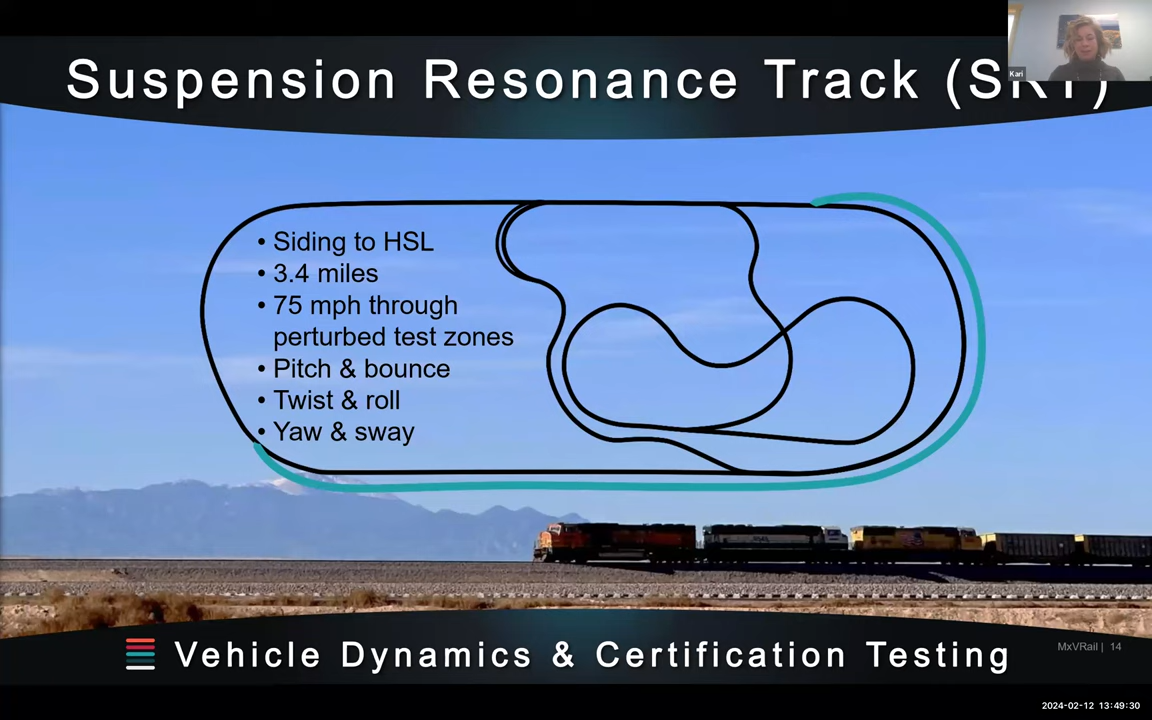 Suspension Resonance Track (SRT)
Kari
• Siding to HSL
• 3.4 miles
• 75 mph through
perturbed test zones
• Pitch & bounce
• Twist & roll
• Yaw & sway
Vehicle Dynamics & Certification Testing
MxVRail | 14
2024-02-12 13:49:30